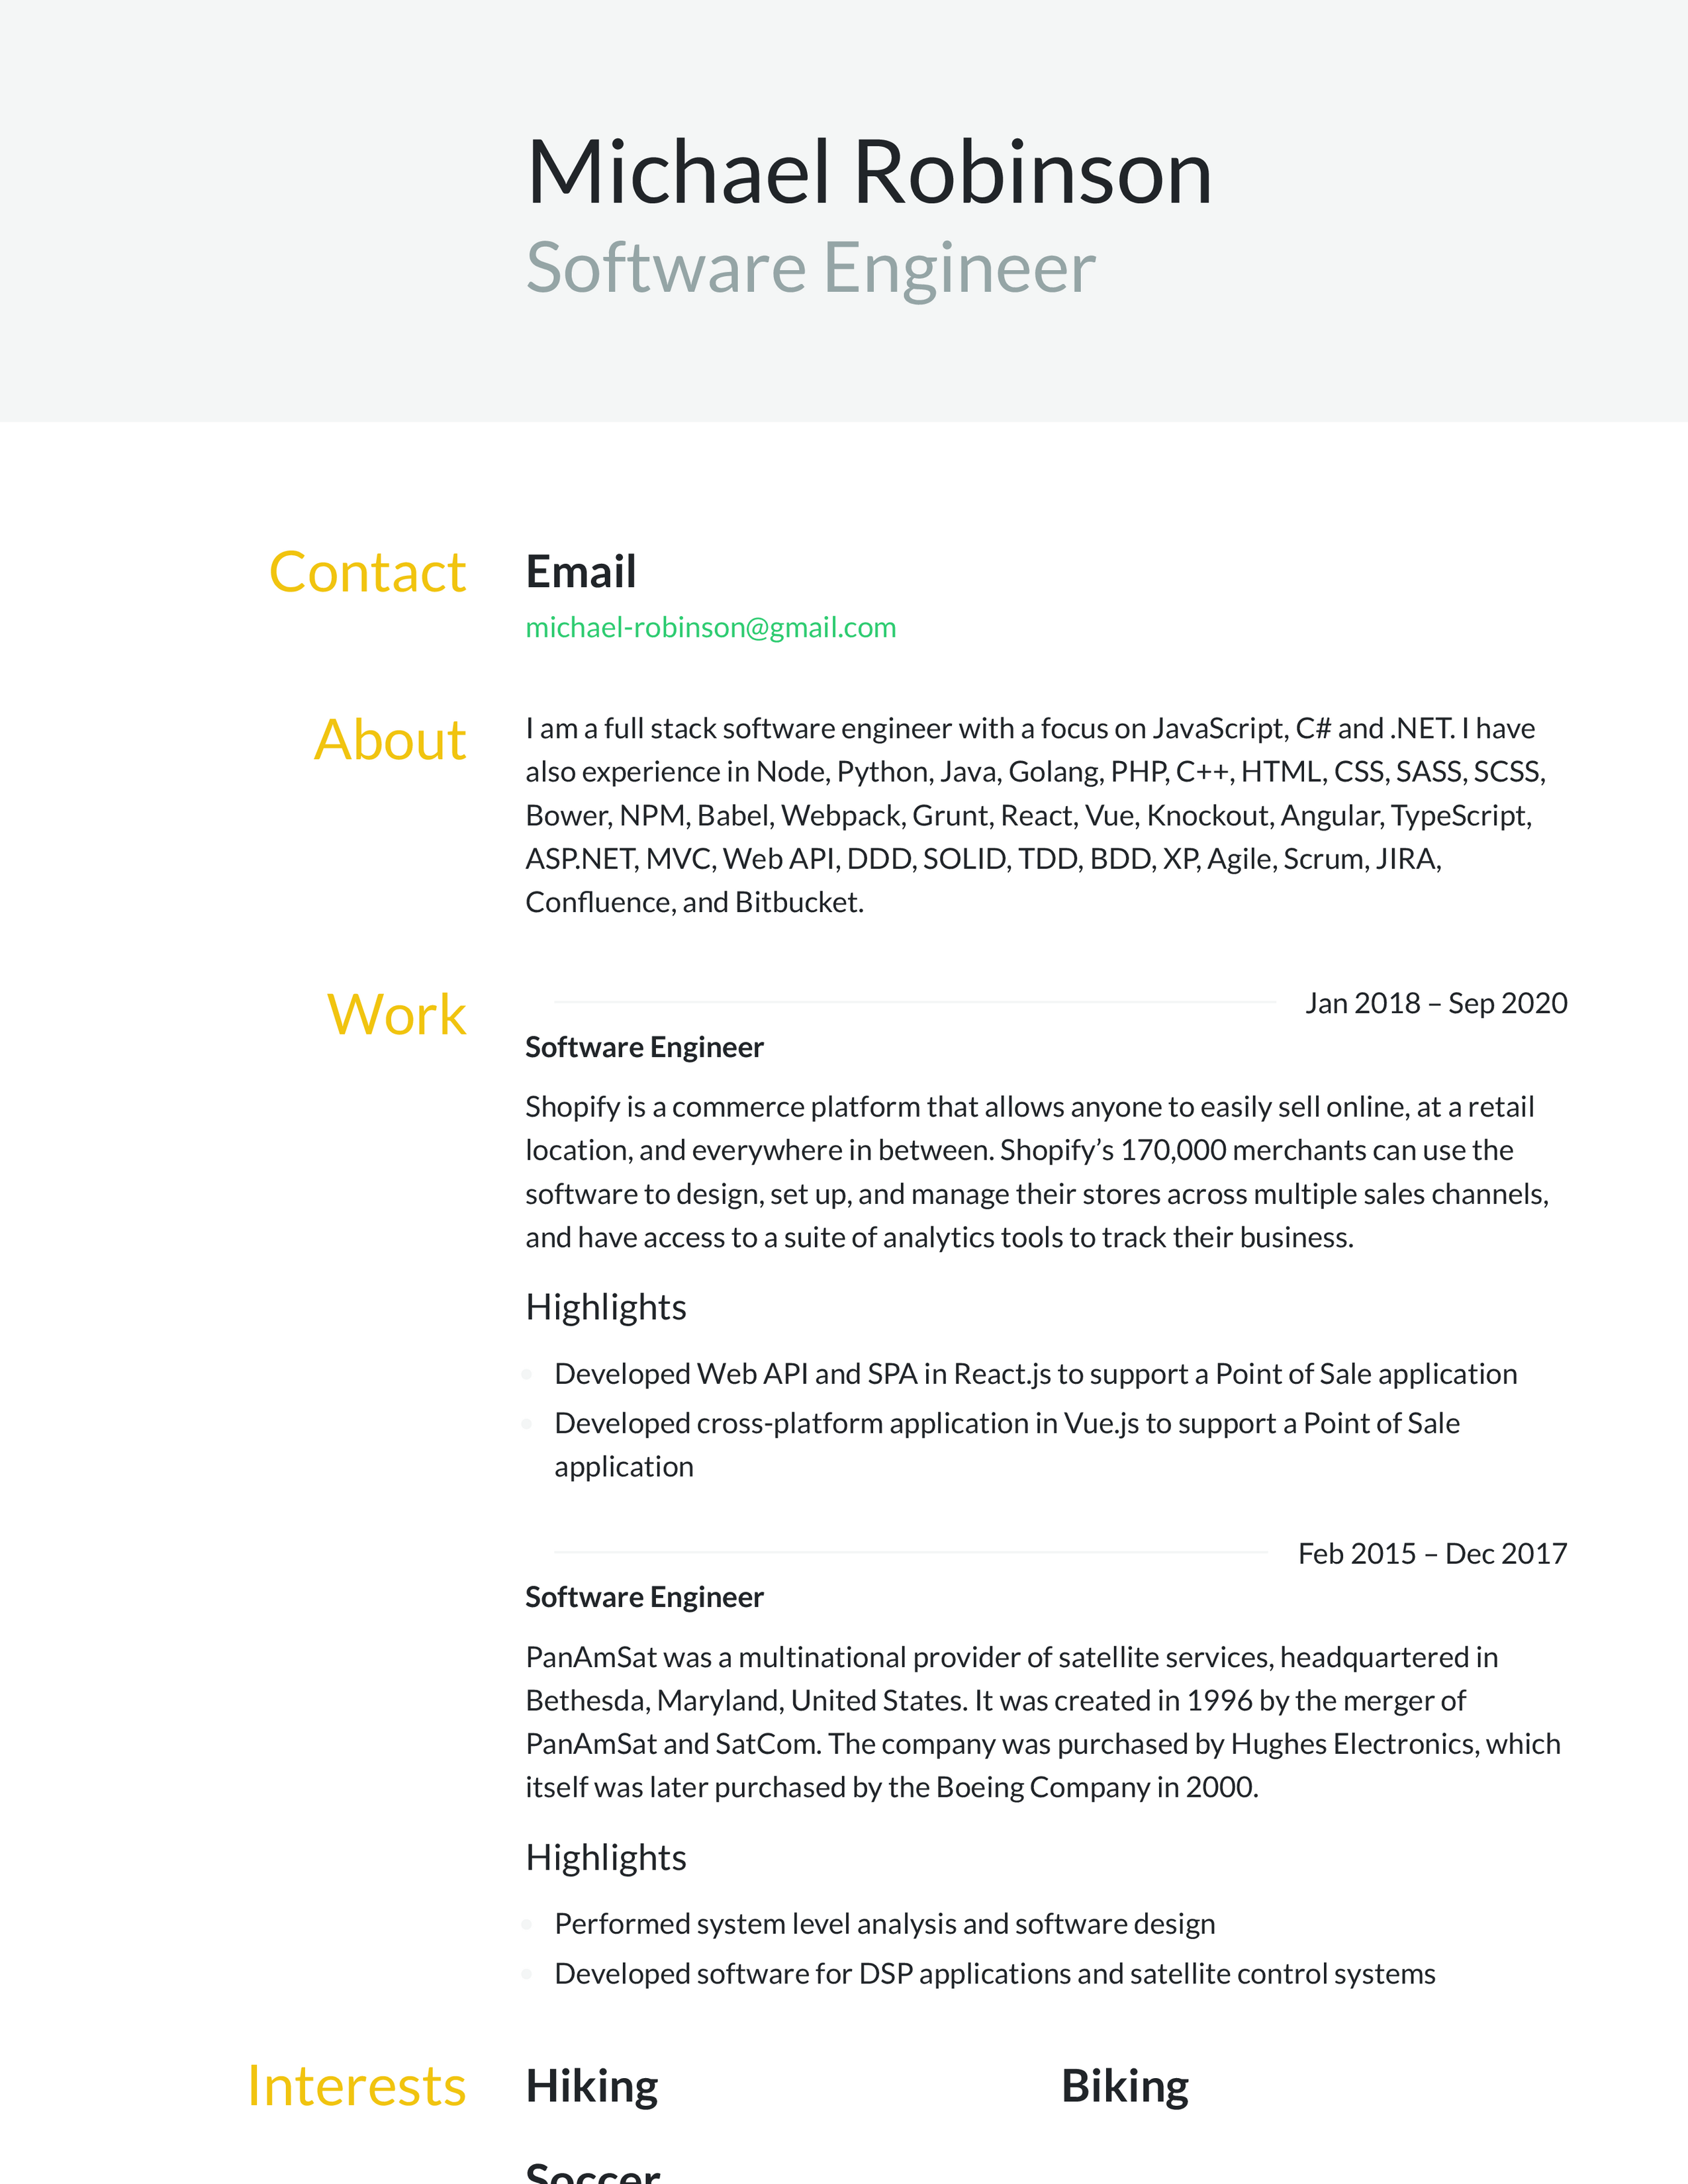 Michael Robinson
Software Engineer
Contact
Email
michael-robinson@gmail.com
About
I am a full stack software engineer with a focus on JavaScript, C# and .NET. I have
also experience in Node, Python, Java, Golang, PHP, C++, HTML, CSS, SASS, SCSS,
Bower, NPM, Babel, Webpack, Grunt, React, Vue, Knockout, Angular, TypeScript,
ASP.NET, MVC, Web API, DDD, SOLID, TDD, BDD, XP, Agile, Scrum, JIRA,
Confluence, and Bitbucket.
Work
Jan 2018 – Sep 2020
Software Engineer
Shopify is a commerce platform that allows anyone to easily sell online, at a retail
location, and everywhere in between. Shopify’s 170,000 merchants can use the
software to design, set up, and manage their stores across multiple sales channels,
and have access to a suite of analytics tools to track their business.
Highlights
Developed Web API and SPA in React.js to support a Point of Sale application
Developed cross-platform application in Vue.js to support a Point of Sale
application
Feb 2015 – Dec 2017
Software Engineer
PanAmSat was a multinational provider of satellite services, headquartered in
Bethesda, Maryland, United States. It was created in 1996 by the merger of
PanAmSat and SatCom. The company was purchased by Hughes Electronics, which
itself was later purchased by the Boeing Company in 2000.
Highlights
Performed system level analysis and software design
Developed software for DSP applications and satellite control systems
Interests
Hiking
Biking
Soccer